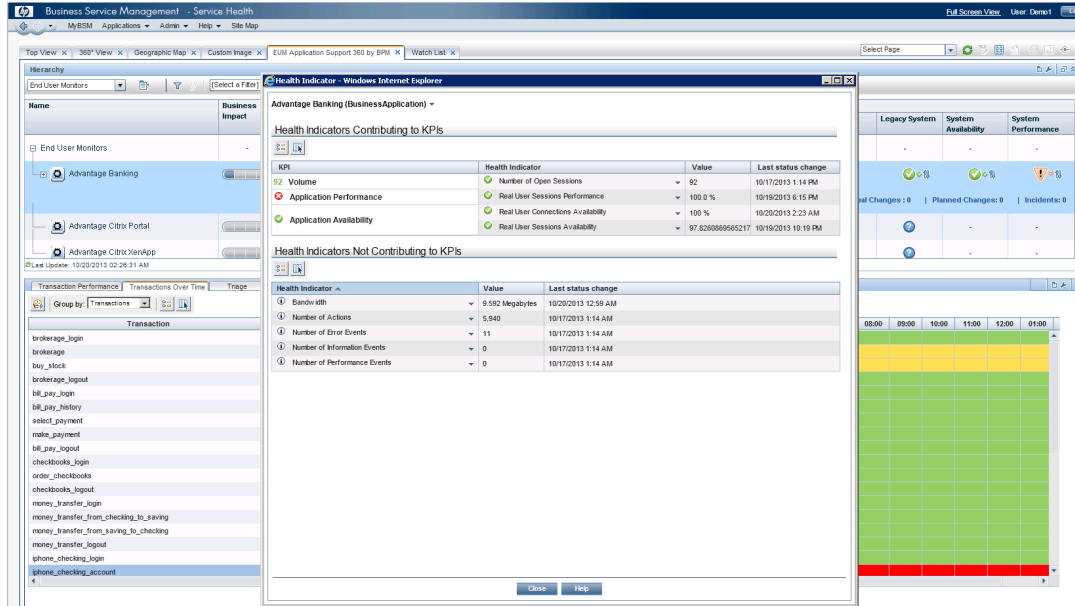 Business Service Management - Service Health
Full Screen View User: Demo1
MyBSM Applications Admin Help Site Map
Top View 360° View Geographic Map Custom Image EUM Application Support 360 by BPM Watch List
Select Page
Hierarchy
End User Monitors [Select a Filter]
Name Business Impact
Legacy System System Availability System Performance
End User Monitors - - - -
Advantage Banking
Changes : 0 | Planned Changes: 0 | Incidents: 0
Advantage Citrix Portal - -
Advantage Citrix XenApp - -
Last Update: 10/20/2013 02:26:31 AM
Health Indicator - Windows Internet Explorer
Advantage Banking (BusinessApplication)
Health Indicators Contributing to KPIs
KPI Health Indicator Value Last status change
92 Volume Number of Open Sessions 92 10/17/2013 1:14 PM
Application Performance Real User Sessions Performance 100.0 % 10/19/2013 6:15 PM
Application Availability Real User Connections Availability 100 % 10/20/2013 2:23 AM
Real User Sessions Availability 97.8260869565217 10/19/2013 10:19 PM
Health Indicators Not Contributing to KPIs
Health Indicator Value Last status change
Bandwidth 9.592 Megabytes 10/20/2013 12:59 AM
Number of Actions 5,940 10/17/2013 1:14 AM
Number of Error Events 11 10/17/2013 1:14 AM
Number of Information Events 0 10/17/2013 1:14 AM
Number of Performance Events 0 10/17/2013 1:14 AM
Close Help
Transaction Performance Transactions Over Time Triage
Group by: Transactions
Transaction 08:00 09:00 10:00 11:00 12:00 01:00
brokerage_login
brokerage
buy_stock
brokerage_logout
bill_pay_login
bill_pay_history
select_payment
make_payment
bill_pay_logout
checkbooks_login
order_checkbooks
checkbooks_logout
money_transfer_login
money_transfer_from_checking_to_saving
money_transfer_from_saving_to_checking
money_transfer_logout
iphone_checking_login
iphone_checking_account